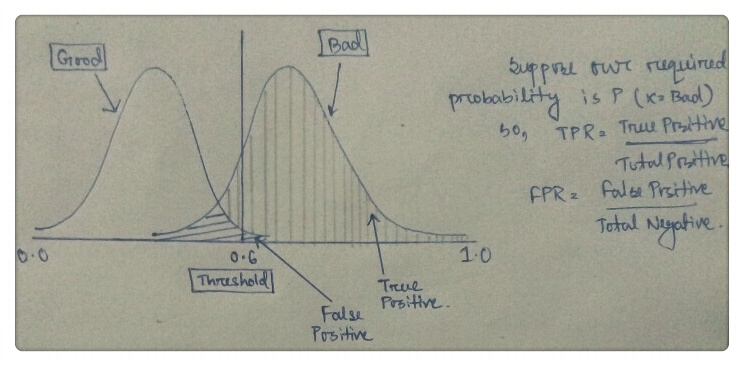 Good
Bad
Suppose our required
probability is P (x=Bad)
so, TPR = True Positive
Total Positive
FPR = False Positive
Total Negative.
0.0
0.6
1.0
Threshold
True
Positive.
False
Positive